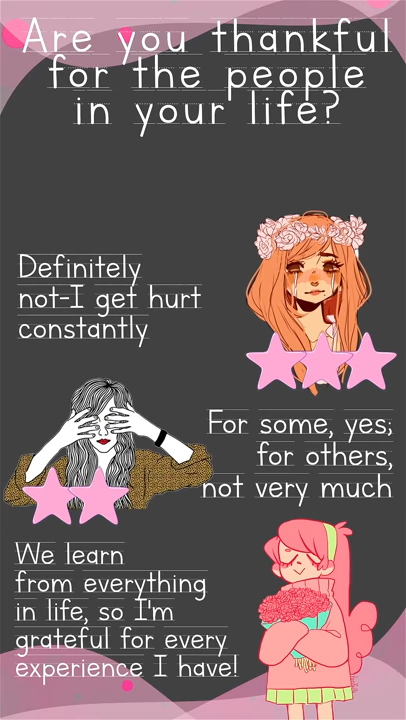 Are you thankful
for the people
in your life?
Definitely
not-I get hurt
constantly
For some, yes;
for others,
not very much
We learn
from everything
in life, so I'm
grateful for every
experience I have!